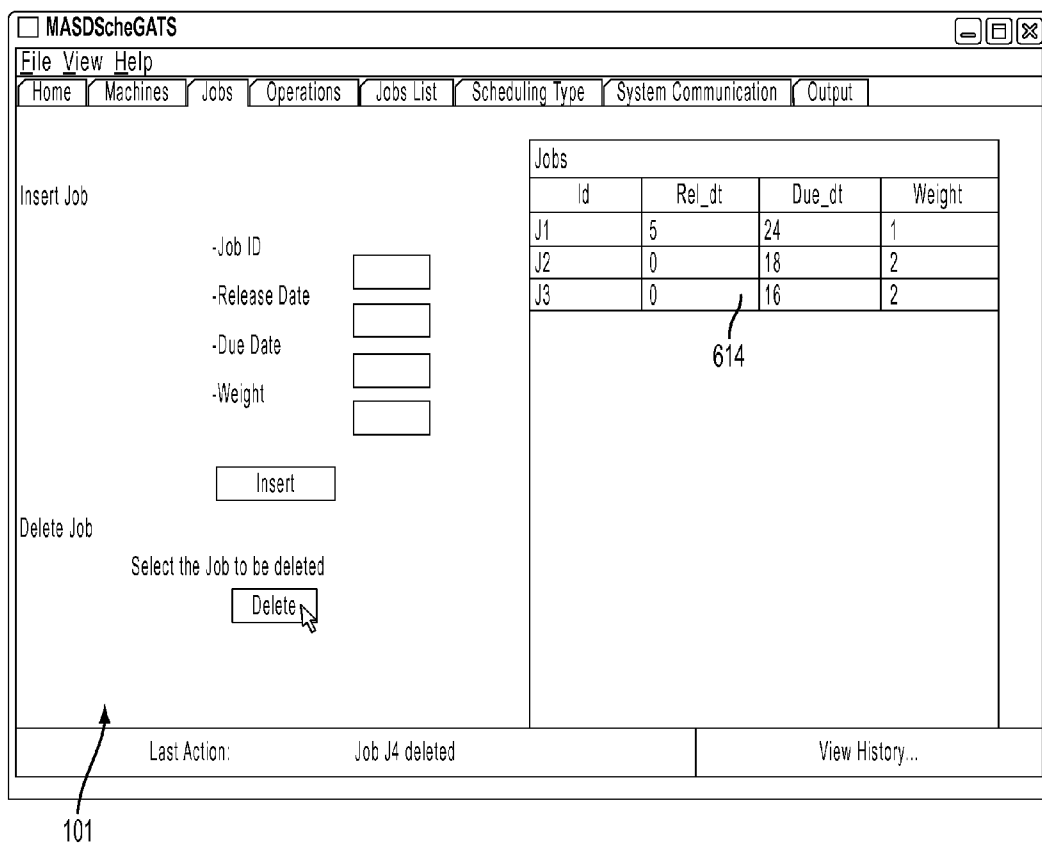 MASDScheGATS
File View Help
Home Machines Jobs Operations Jobs List Scheduling Type System Communication Output
Insert Job
-Job ID
-Release Date
-Due Date
-Weight
Insert
Delete Job
Select the Job to be deleted
Delete
Jobs
Id Rel_dt Due_dt Weight
J1 5 24 1
J2 0 18 2
J3 0 16 2
614
Last Action: Job J4 deleted View History...
101